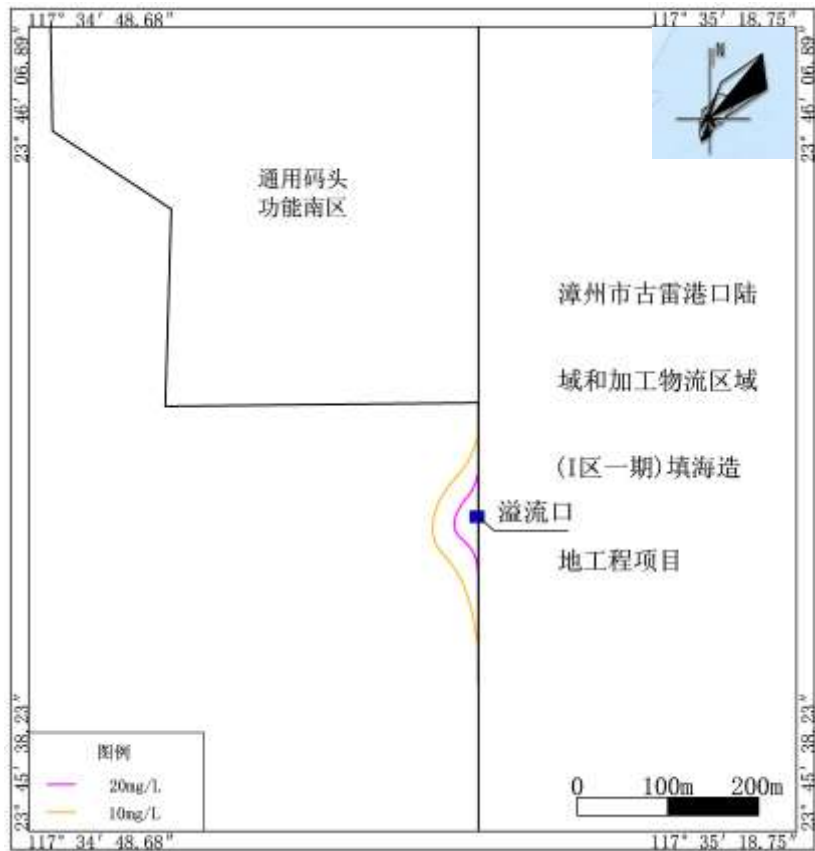 117° 34′ 48.68″
117° 35′ 18.75″
23° 46′ 06.89″
23° 46′ 06.89″
N
通用码头
功能南区
漳州市古雷港口陆
域和加工物流区域
(I区一期)填海造
溢流口
地工程项目
23° 45′ 38.23″
23° 45′ 38.23″
图例
20mg/L
10mg/L
0 100m 200m
117° 34′ 48.68″
117° 35′ 18.75″